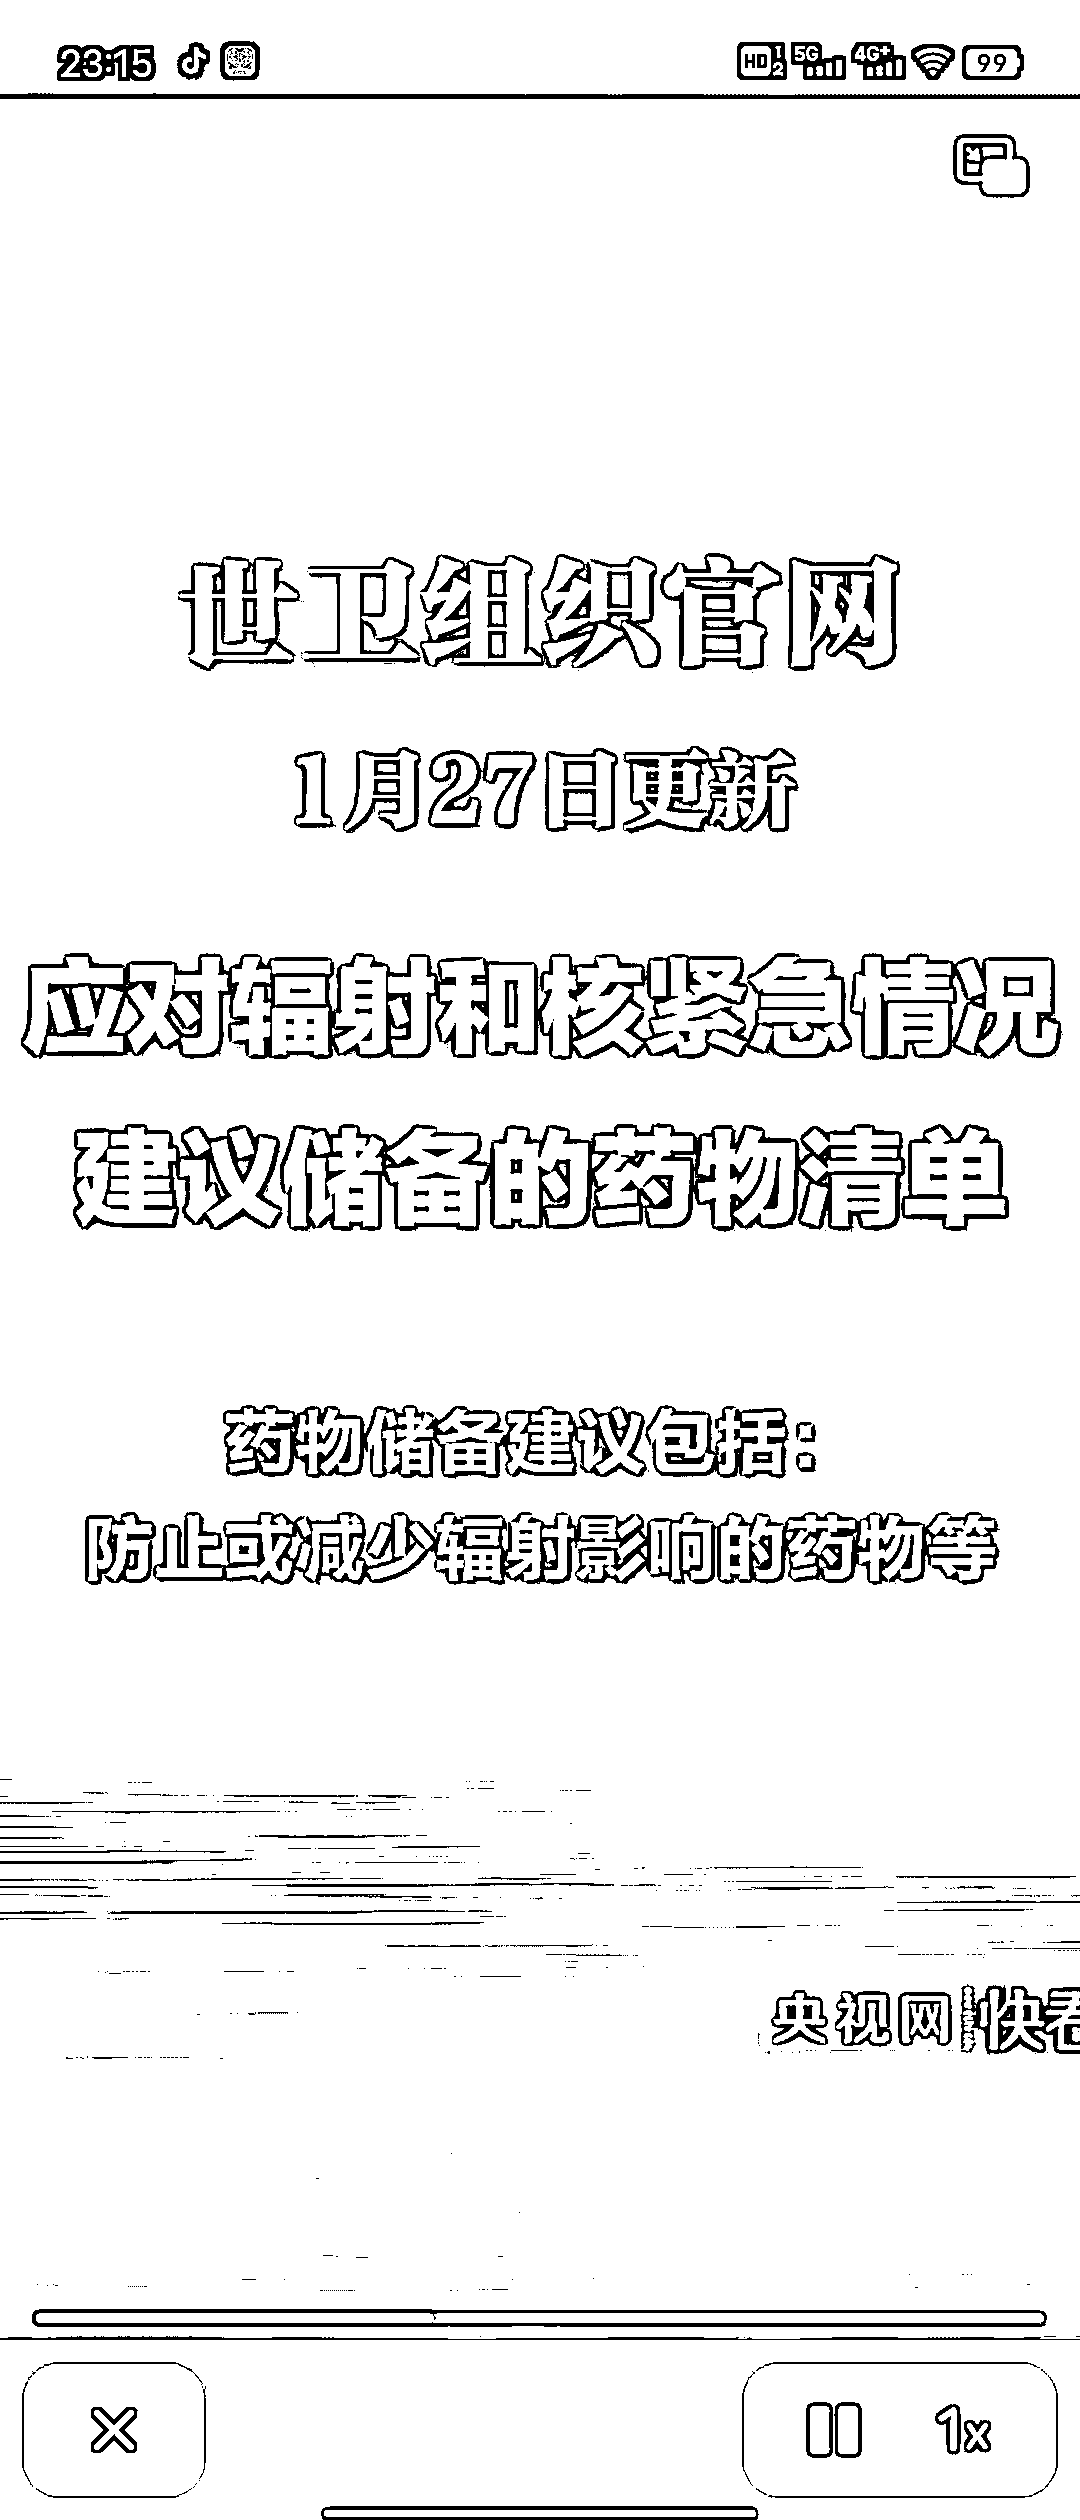 23:15
HD 1 2 5G 4G+ 99
世卫组织官网
1月27日更新
应对辐射和核紧急情况
建议储备的药物清单
药物储备建议包括：
防止或减少辐射影响的药物等
央视网 快看
1x